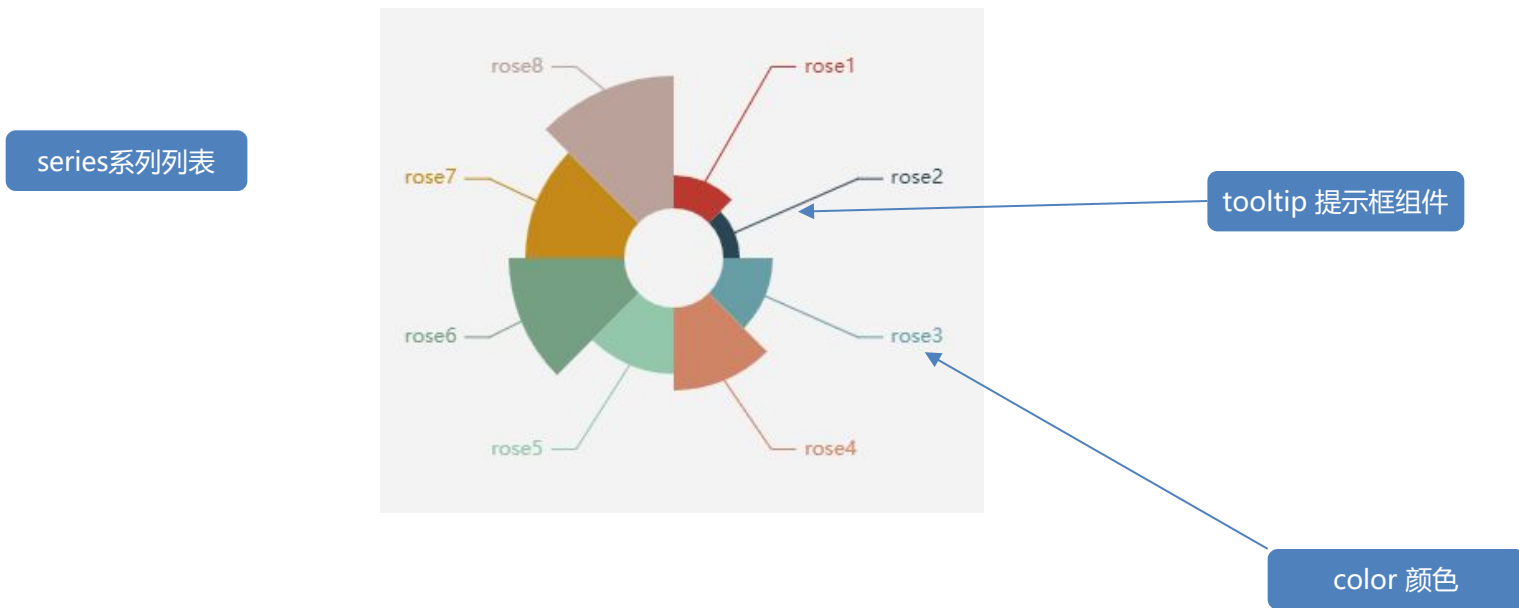 rose8
rose1
series系列列表
rose7
rose2
tooltip 提示框组件
rose6
rose3
rose5
rose4
color 颜色